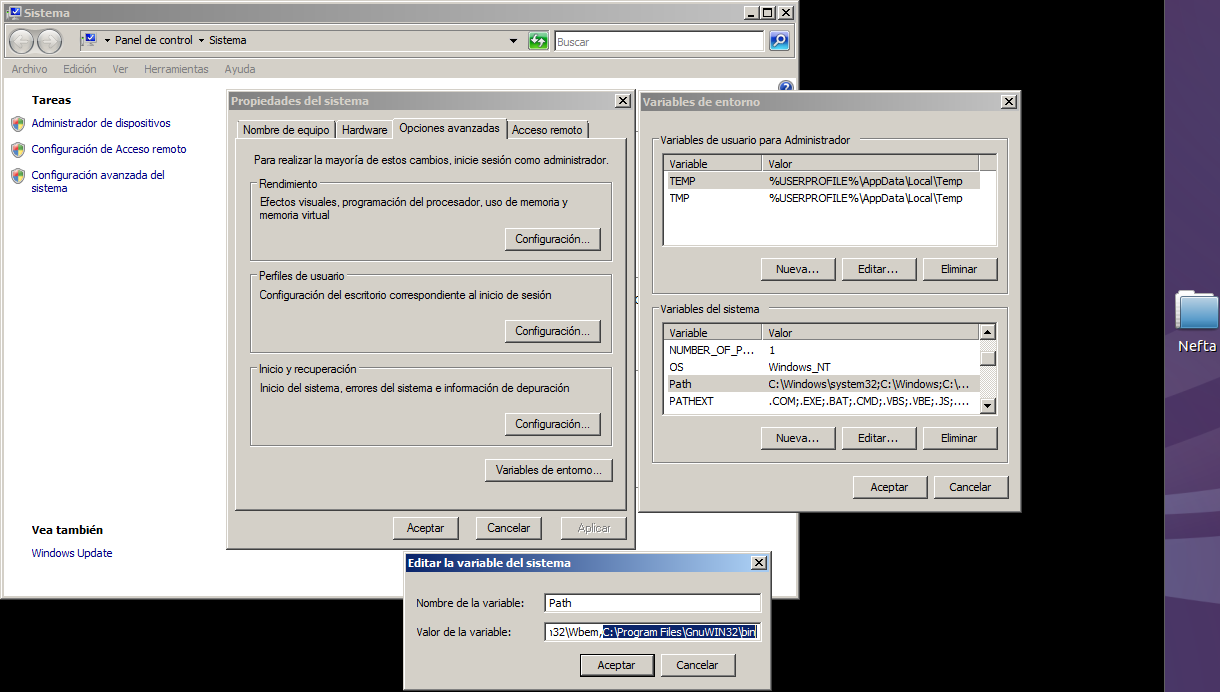 Sistema
Panel de control
Sistema
Buscar
Archivo
Edición
Ver
Herramientas
Ayuda
Tareas
Administrador de dispositivos
Configuración de Acceso remoto
Configuración avanzada del
sistema
Vea también
Windows Update
Propiedades del sistema
Nombre de equipo
Hardware
Opciones avanzadas
Acceso remoto
Para realizar la mayoría de estos cambios, inicie sesión como administrador.
Rendimiento
Efectos visuales, programación del procesador, uso de memoria y
memoria virtual
Configuración...
Perfiles de usuario
Configuración del escritorio correspondiente al inicio de sesión
Configuración...
Inicio y recuperación
Inicio del sistema, errores del sistema e información de depuración
Configuración...
Variables de entorno...
Aceptar
Cancelar
Aplicar
Variables de entorno
Variables de usuario para Administrador
Variable Valor
TEMP %USERPROFILE%\AppData\Local\Temp
TMP %USERPROFILE%\AppData\Local\Temp
Nueva...
Editar...
Eliminar
Variables del sistema
Variable Valor
NUMBER_OF_P... 1
OS Windows_NT
Path C:\Windows\system32;C:\Windows;C:\...
PATHEXT .COM;.EXE;.BAT;.CMD;.VBS;.VBE;.JS;....
Nueva...
Editar...
Eliminar
Aceptar
Cancelar
Editar la variable del sistema
Nombre de la variable: Path
Valor de la variable: 32\Wbem,C:\Program Files\GnuWIN32\bin
Aceptar
Cancelar
Nefta